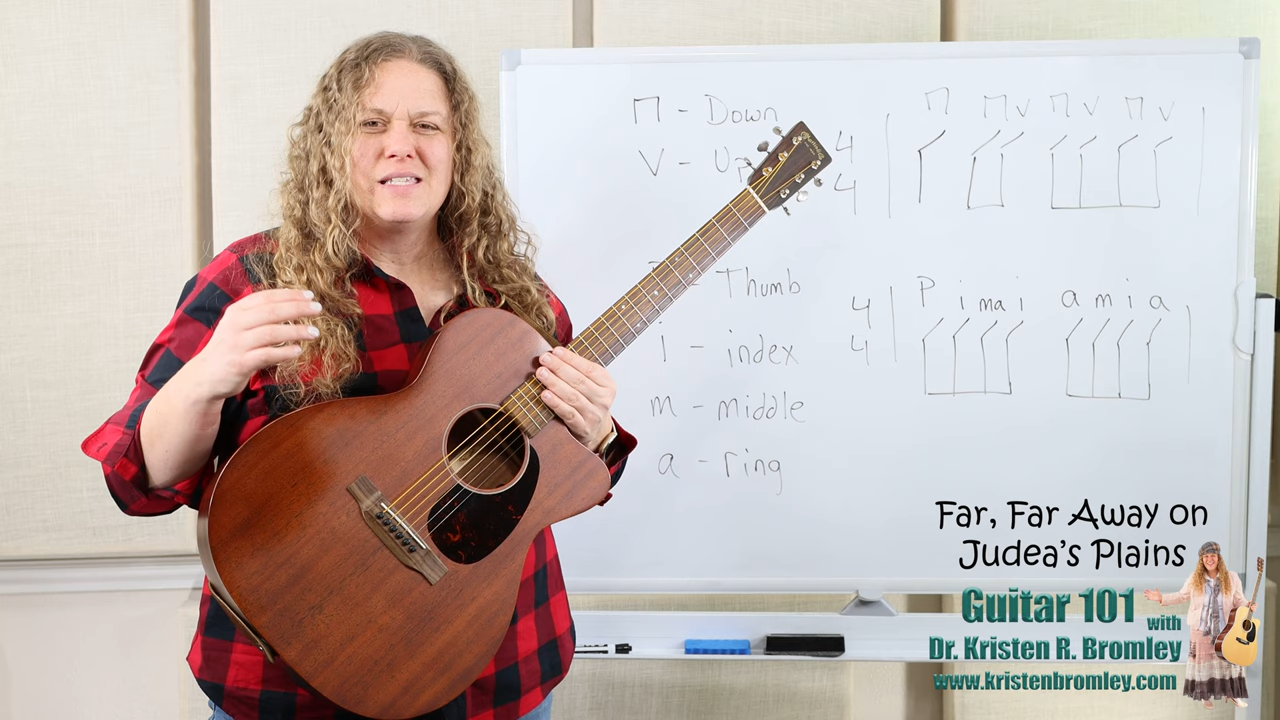 ⊓ - Down
V - Up
4
4
⊓ ⊓ V ⊓ V ⊓ V
Thumb
i - index
m - middle
a - ring
4
4
P i m a i a m i a
Far, Far Away on
Judea's Plains
Guitar 101
with
Dr. Kristen R. Bromley
www.kristenbromley.com